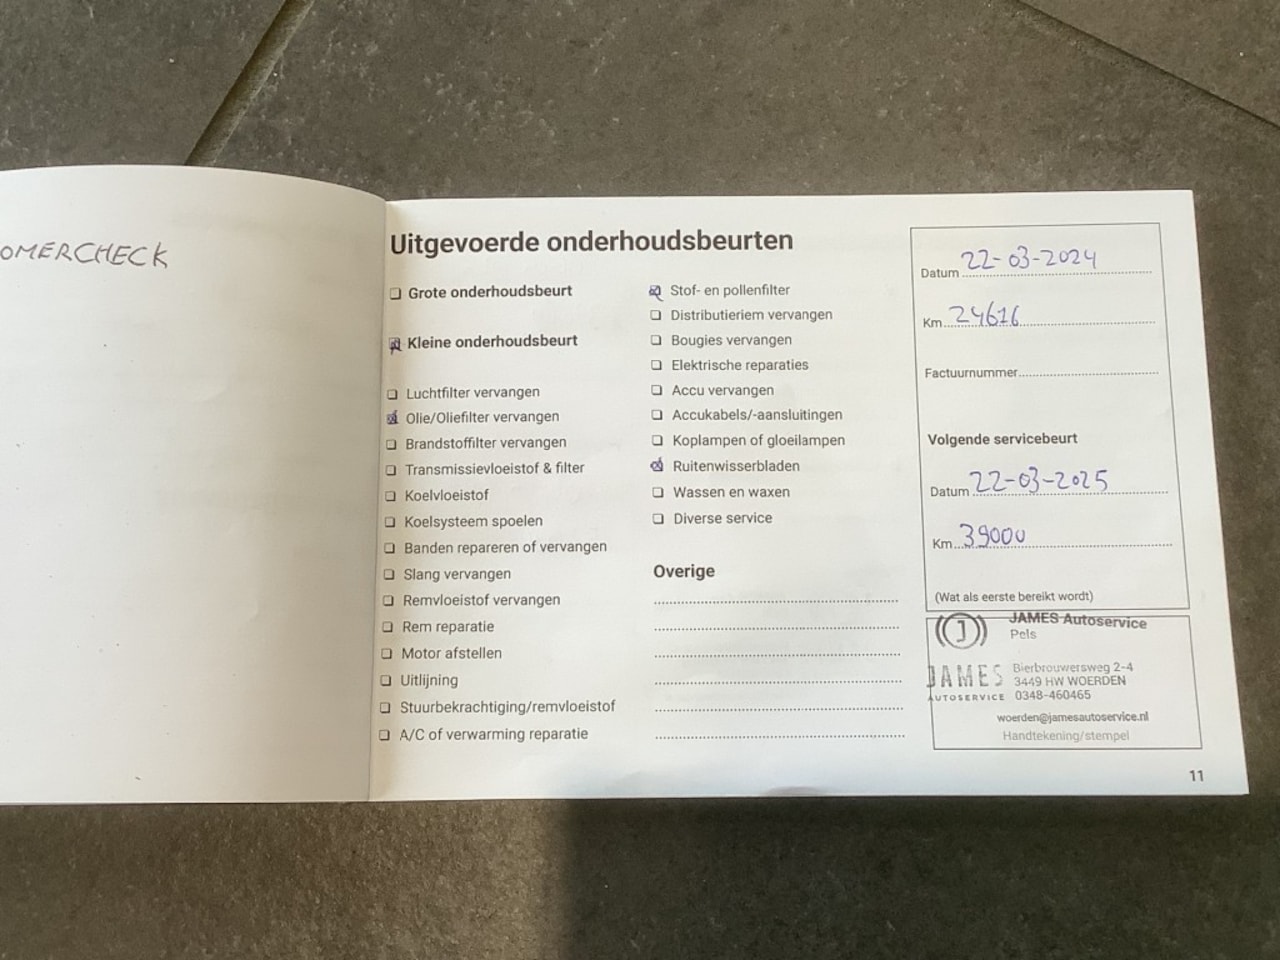 OMERCHECK
Uitgevoerde onderhoudsbeurten
Grote onderhoudsbeurt
Kleine onderhoudsbeurt
Luchtfilter vervangen
Olie/Oliefilter vervangen
Brandstoffilter vervangen
Transmissievloeistof & filter
Koelvloeistof
Koelsysteem spoelen
Banden repareren of vervangen
Slang vervangen
Remvloeistof vervangen
Rem reparatie
Motor afstellen
Uitlijning
Stuurbekrachtiging/remvloeistof
A/C of verwarming reparatie
Stof- en pollenfilter
Distributieriem vervangen
Bougies vervangen
Elektrische reparaties
Accu vervangen
Accukabels/-aansluitingen
Koplampen of gloeilampen
Ruitenwisserbladen
Wassen en waxen
Diverse service
Overige
Datum 22-03-2024
Km 24616
Factuurnummer
Volgende servicebeurt
Datum 22-03-2025
Km 39000
(Wat als eerste bereikt wordt)
JAMES Autoservice
Pels
JAMES
AUTOSERVICE
Bierbrouwersweg 2-4
3449 HW WOERDEN
0348-460465
woerden@jamesautoservice.nl
Handtekening/stempel
11